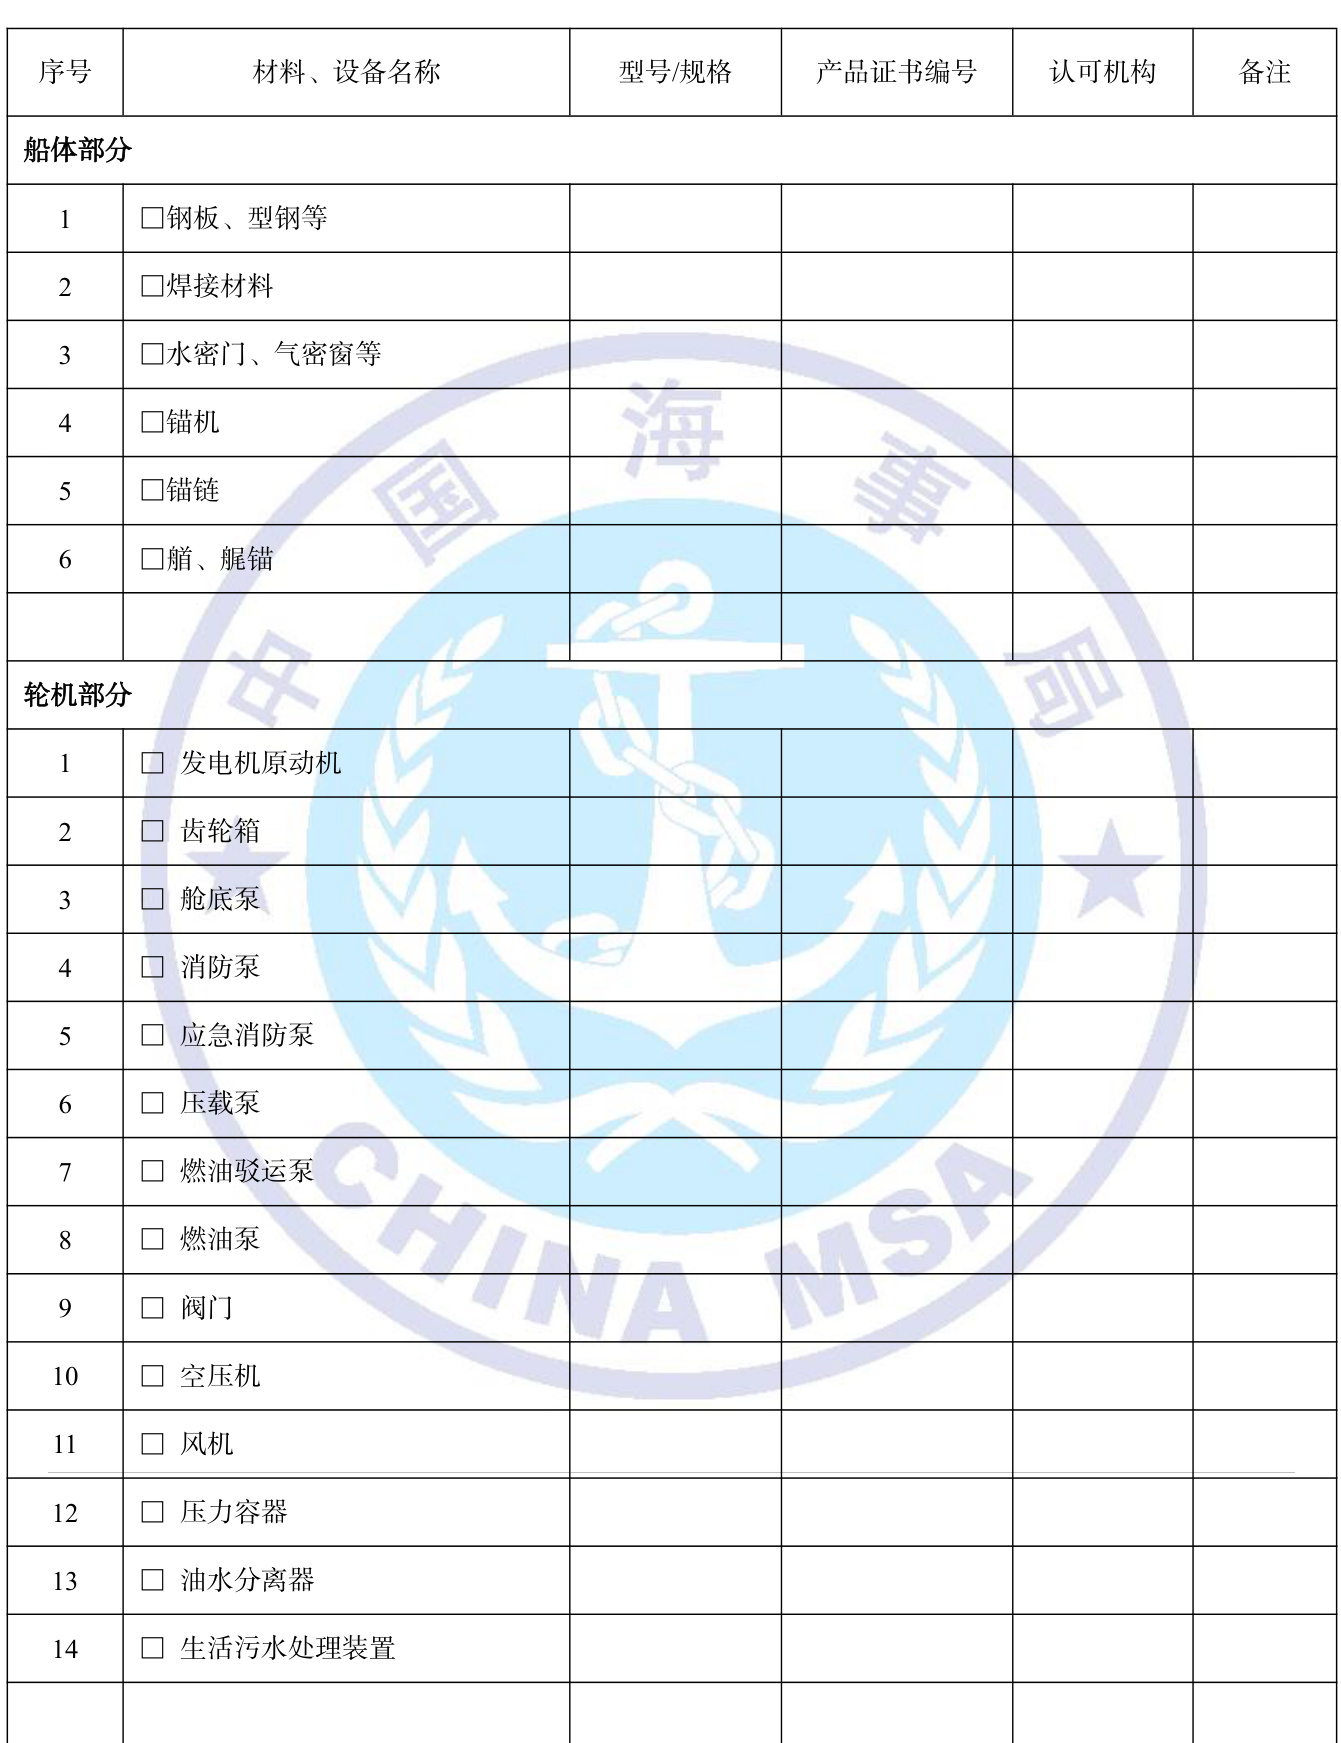 序号 材料、设备名称 型号/规格 产品证书编号 认可机构 备注
船体部分
1 □钢板、型钢等
2 □焊接材料
3 □水密门、气密窗等
4 □锚机
5 □锚链
6 □艏、艉锚
轮机部分
1 □ 发电机原动机
2 □ 齿轮箱
3 □ 舱底泵
4 □ 消防泵
5 □ 应急消防泵
6 □ 压载泵
7 □ 燃油驳运泵
8 □ 燃油泵
9 □ 阀门
10 □ 空压机
11 □ 风机
12 □ 压力容器
13 □ 油水分离器
14 □ 生活污水处理装置
中国海事局
CHINA MSA